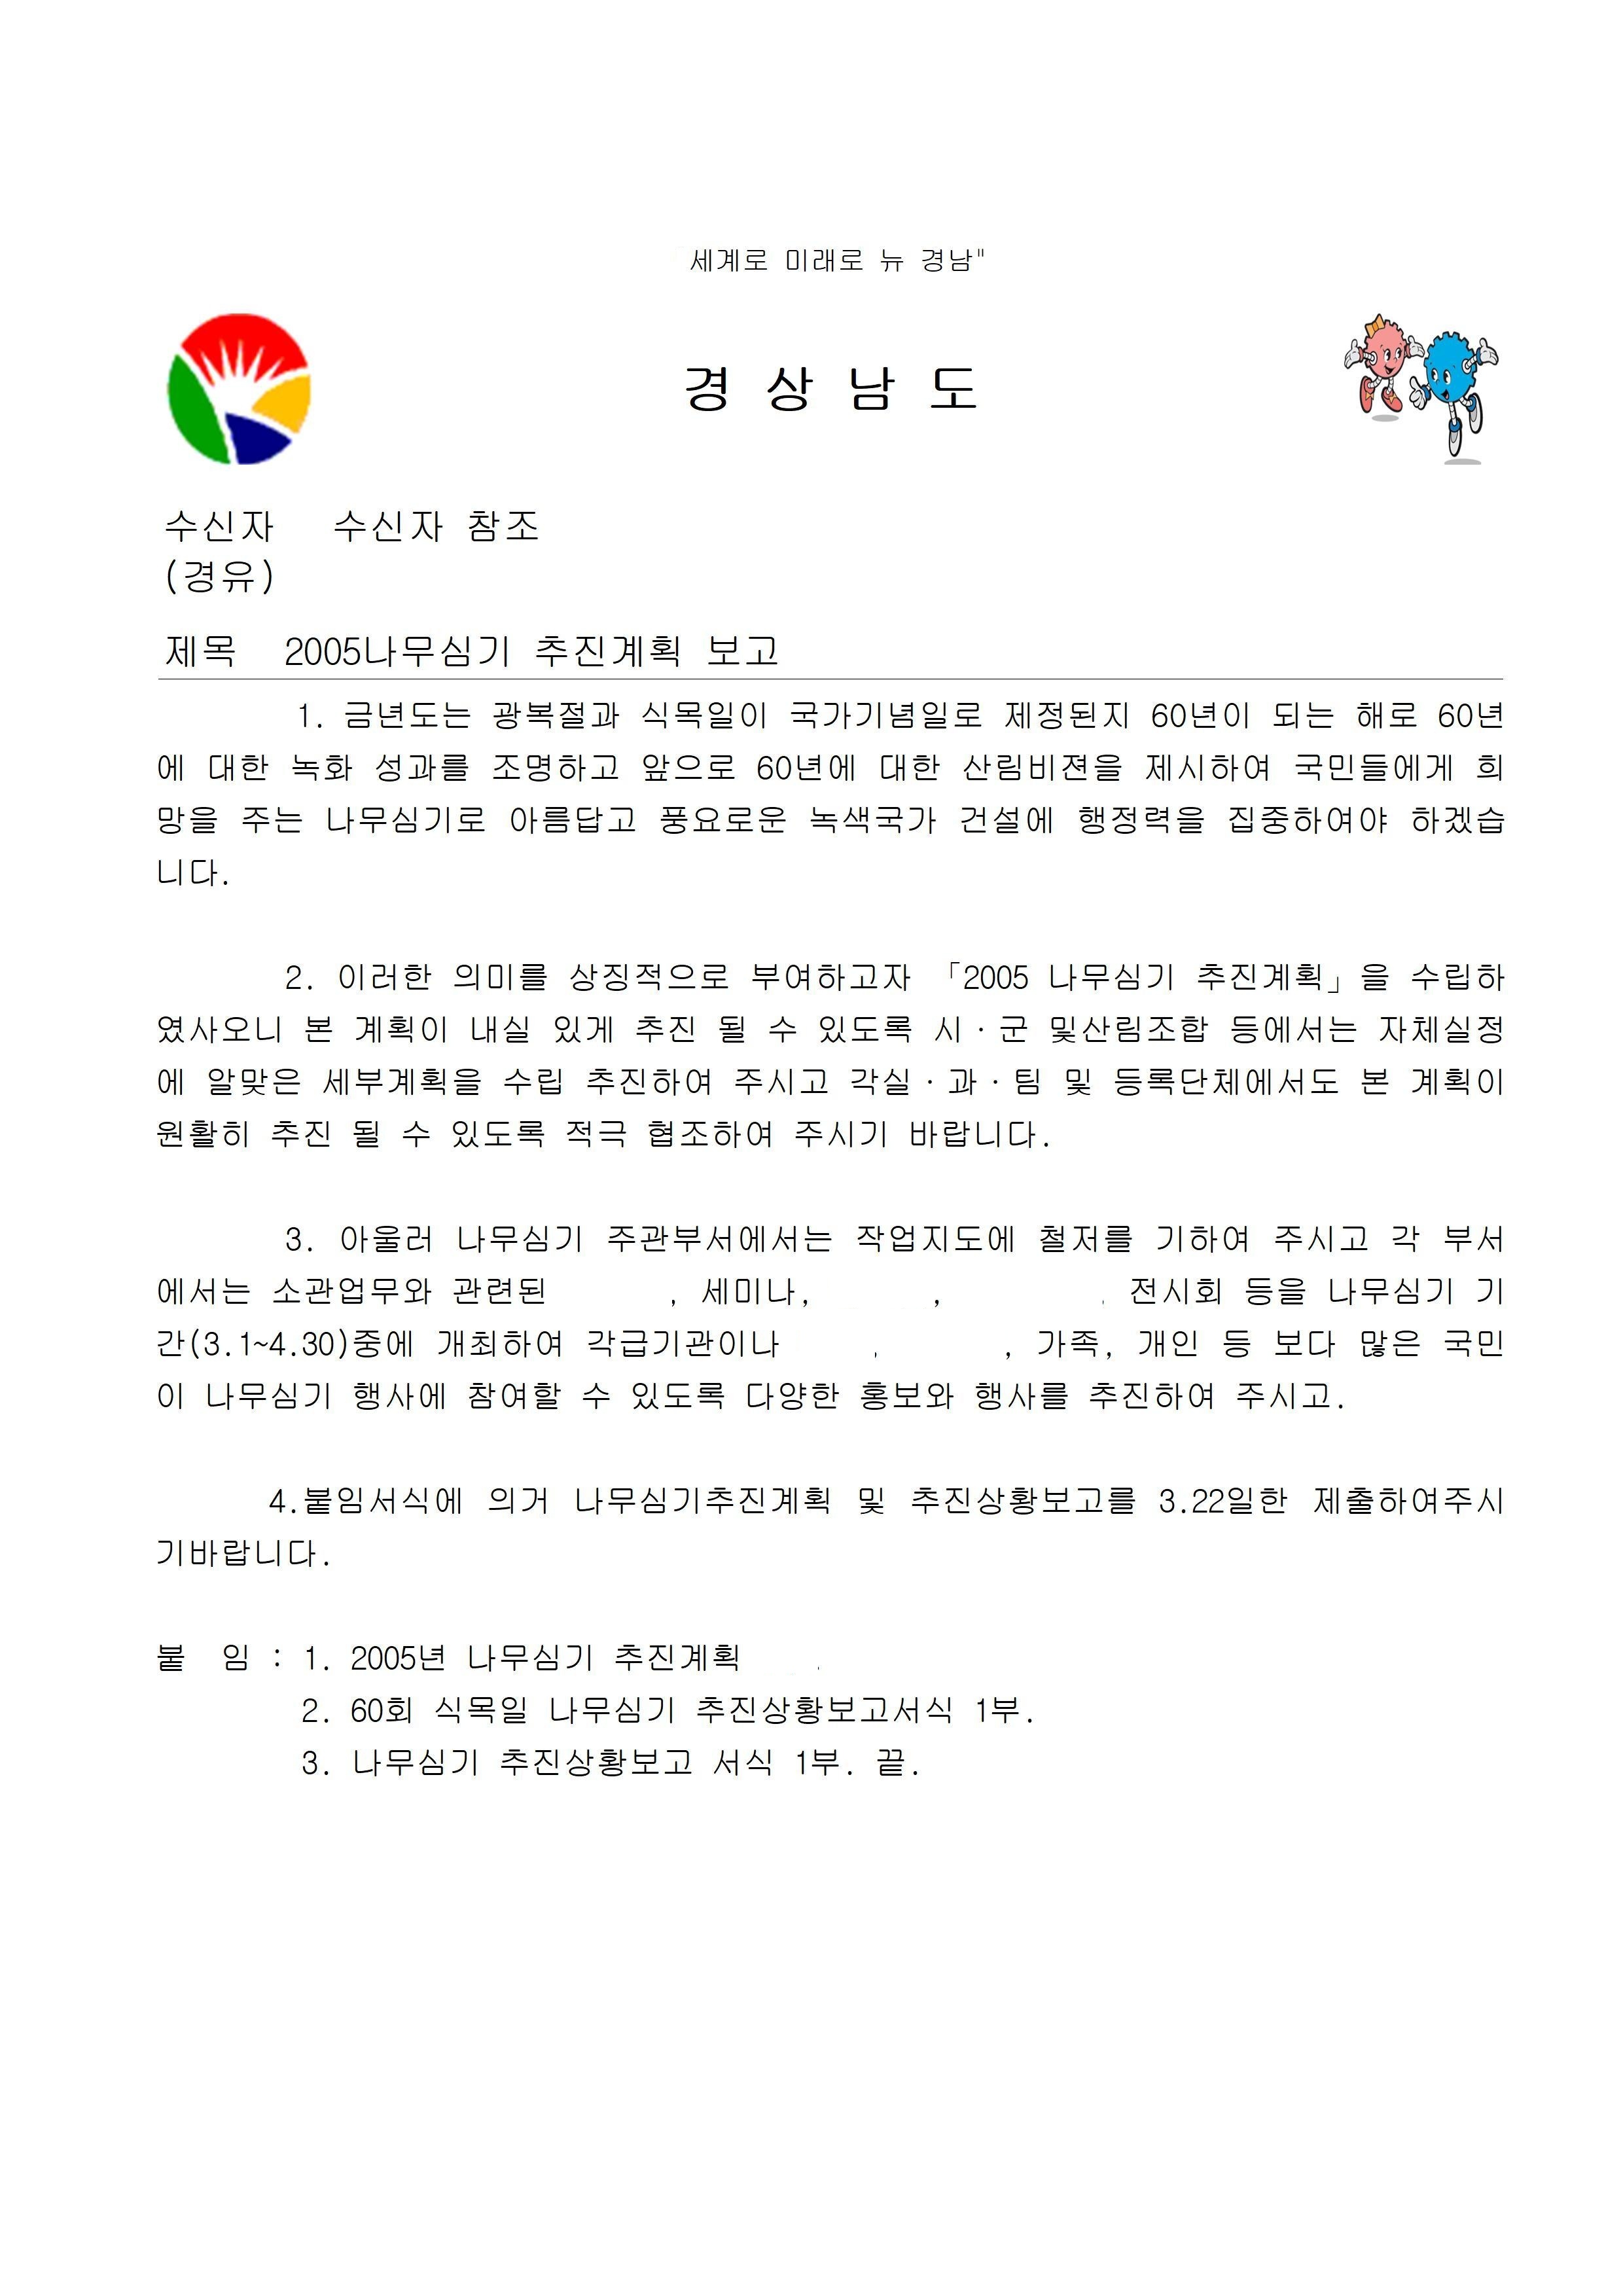 세계로 미래로 뉴 경남"
경 상 남 도
수신자 수신자 참조
(경유)
제목 2005나무심기 추진계획 보고
1. 금년도는 광복절과 식목일이 국가기념일로 제정된지 60년이 되는 해로 60년
에 대한 녹화 성과를 조명하고 앞으로 60년에 대한 산림비젼을 제시하여 국민들에게 희
망을 주는 나무심기로 아름답고 풍요로운 녹색국가 건설에 행정력을 집중하여야 하겠습
니다.
2. 이러한 의미를 상징적으로 부여하고자 「2005 나무심기 추진계획」을 수립하
였사오니 본 계획이 내실 있게 추진 될 수 있도록 시·군 및산림조합 등에서는 자체실정
에 알맞은 세부계획을 수립 추진하여 주시고 각실·과·팀 및 등록단체에서도 본 계획이
원활히 추진 될 수 있도록 적극 협조하여 주시기 바랍니다.
3. 아울러 나무심기 주관부서에서는 작업지도에 철저를 기하여 주시고 각 부서
에서는 소관업무와 관련된 , 세미나, , , 전시회 등을 나무심기 기
간(3.1~4.30)중에 개최하여 각급기관이나 , , 가족, 개인 등 보다 많은 국민
이 나무심기 행사에 참여할 수 있도록 다양한 홍보와 행사를 추진하여 주시고.
4.붙임서식에 의거 나무심기추진계획 및 추진상황보고를 3.22일한 제출하여주시
기바랍니다.
붙 임 : 1. 2005년 나무심기 추진계획 .
2. 60회 식목일 나무심기 추진상황보고서식 1부.
3. 나무심기 추진상황보고 서식 1부. 끝.